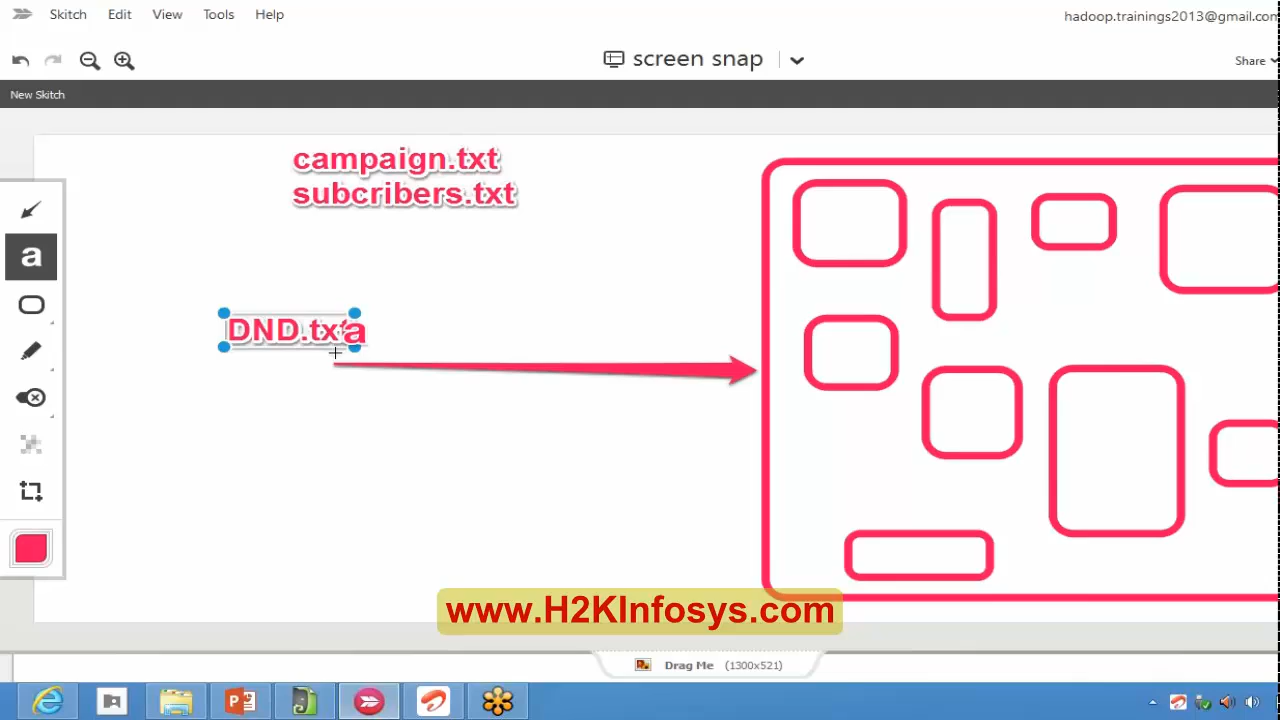 Skitch Edit View Tools Help
hadoop.trainings2013@gmail.com
screen snap
Share
New Skitch
campaign.txt
subcribers.txt
a
DND.txt
a
www.H2KInfosys.com
Drag Me (1300x521)